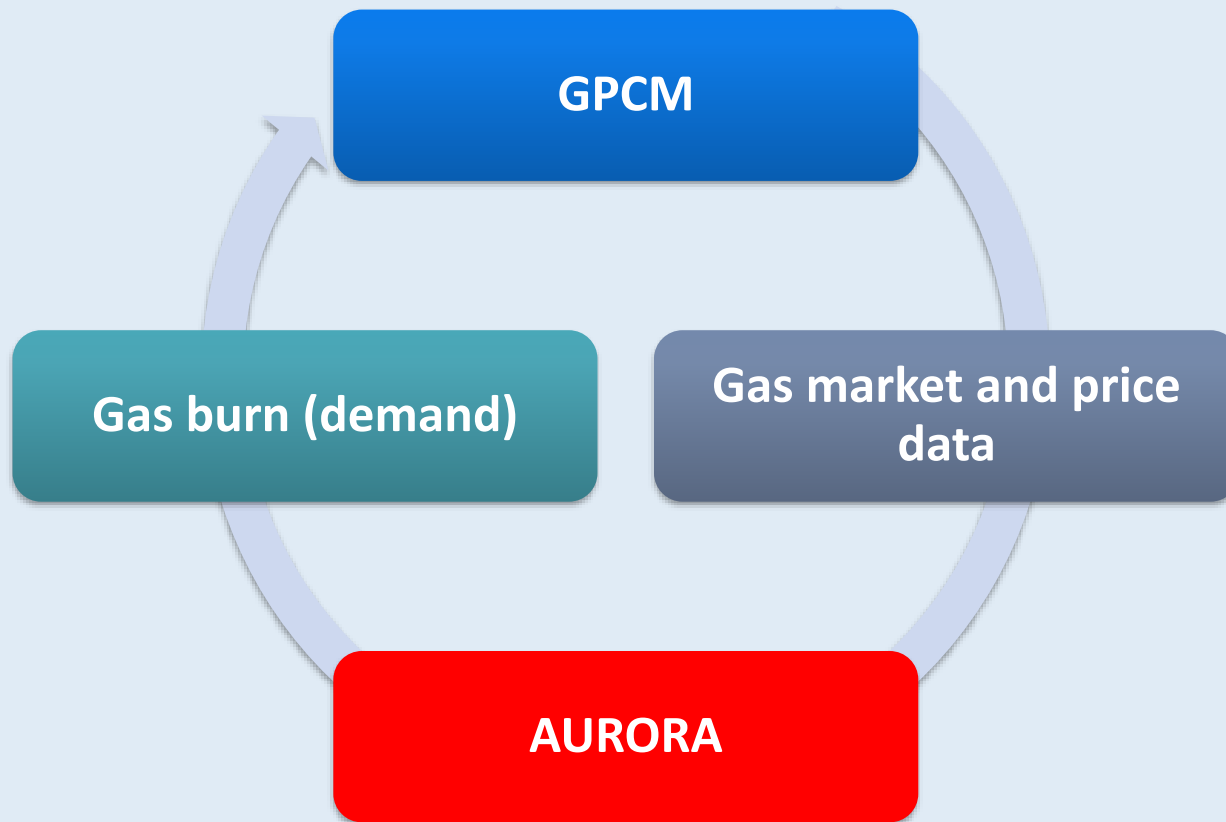 GPCM
Gas burn (demand)
Gas market and price
data
AURORA